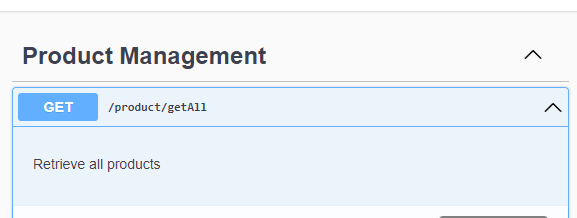 Product Management
GET /product/getAll
Retrieve all products